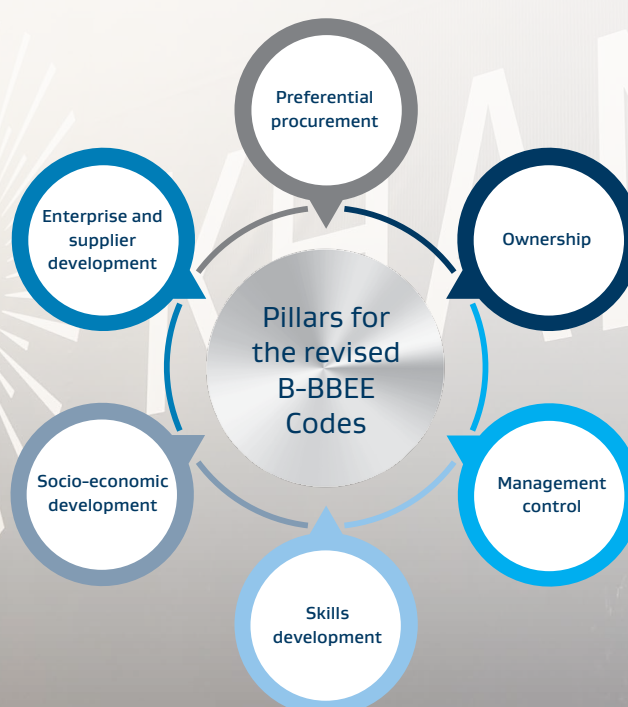 Preferential
procurement
Enterprise and
supplier
development
Ownership
Pillars for
the revised
B-BBEE
Codes
Socio-economic
development
Management
control
Skills
development